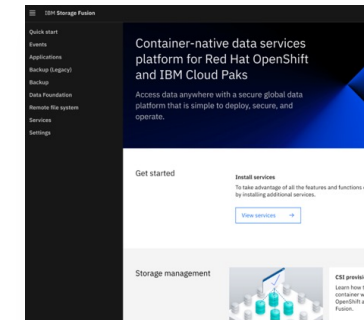 IBM Storage Fusion
Quick start
Events
Applications
Backup (Legacy)
Backup
Data Foundation
Remote file system
Services
Settings
Container-native data services
platform for Red Hat OpenShift
and IBM Cloud Paks
Access data anywhere with a secure global data
platform that is simple to deploy, secure, and
operate.
Get started
Install services
To take advantage of all the features and functions
by installing additional services.
View services →
Storage management
CSI provisi
Learn how
container w
OpenShift a
Fusion.